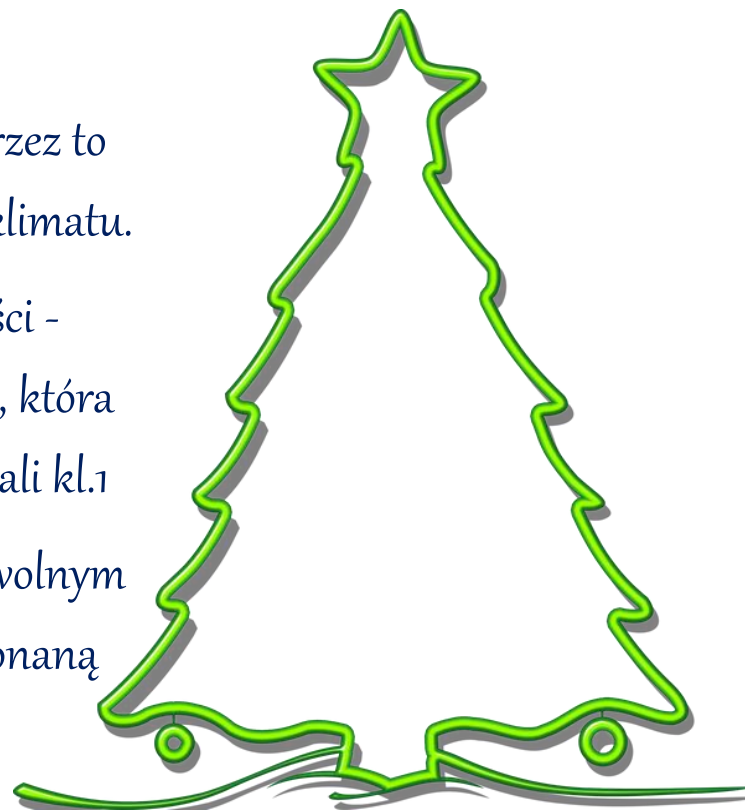 rzez to
klimatu.
ści -
, która
ali kl.1
wolnym
onaną